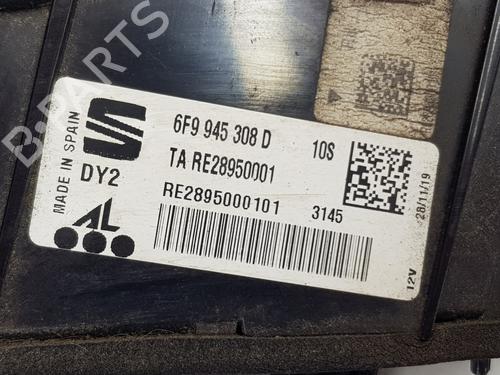 B-PARTS
MADE IN SPAIN
DY2
6F9 945 308 D 10S
TA RE28950001
RE2895000101 3145
28/11/19
AL
12V